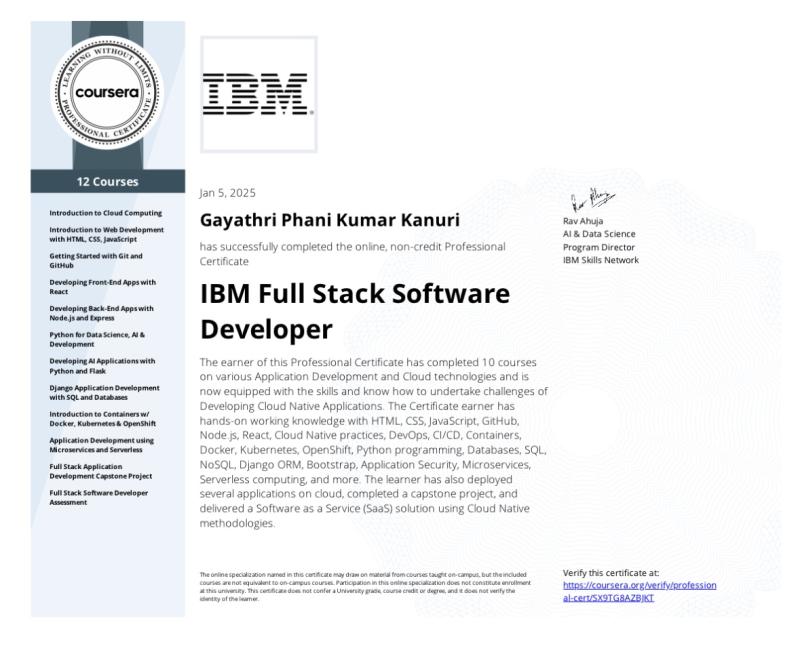 LEARNING WITHOUT LIMITS
coursera
PROFESSIONAL CERTIFICATE
IBM
12 Courses
Introduction to Cloud Computing
Introduction to Web Development
with HTML, CSS, JavaScript
Getting Started with Git and
GitHub
Developing Front-End Apps with
React
Developing Back-End Apps with
Node.js and Express
Python for Data Science, AI &
Development
Developing AI Applications with
Python and Flask
Django Application Development
with SQL and Databases
Introduction to Containers w/
Docker, Kubernetes & OpenShift
Application Development using
Microservices and Serverless
Full Stack Application
Development Capstone Project
Full Stack Software Developer
Assessment
Jan 5, 2025
Gayathri Phani Kumar Kanuri
has successfully completed the online, non-credit Professional
Certificate
IBM Full Stack Software
Developer
The earner of this Professional Certificate has completed 10 courses
on various Application Development and Cloud technologies and is
now equipped with the skills and know how to undertake challenges of
Developing Cloud Native Applications. The Certificate earner has
hands-on working knowledge with HTML, CSS, JavaScript, GitHub,
Node.js, React, Cloud Native practices, DevOps, CI/CD, Containers,
Docker, Kubernetes, OpenShift, Python programming, Databases, SQL,
NoSQL, Django ORM, Bootstrap, Application Security, Microservices,
Serverless computing, and more. The learner has also deployed
several applications on cloud, completed a capstone project, and
delivered a Software as a Service (SaaS) solution using Cloud Native
methodologies.
Rav Ahuja
Rav Ahuja
AI & Data Science
Program Director
IBM Skills Network
The online specialization named in this certificate may draw on material from courses taught on-campus, but the included
courses are not equivalent to on-campus courses. Participation in this online specialization does not constitute enrollment
at this university. This certificate does not confer a University grade, course credit or degree, and it does not verify the
identity of the learner.
Verify this certificate at:
https://coursera.org/verify/profession
al-cert/SX9TG8AZBJKT